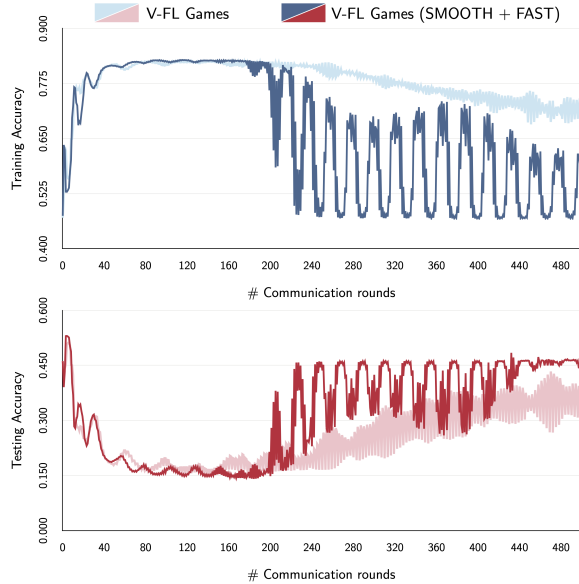 V-FL Games V-FL Games (SMOOTH + FAST)
Training Accuracy
0.900
0.775
0.650
0.525
0.400
0 40 80 120 160 200 240 280 320 360 400 440 480
# Communication rounds
Testing Accuracy
0.600
0.450
0.300
0.150
0.000
0 40 80 120 160 200 240 280 320 360 400 440 480
# Communication rounds